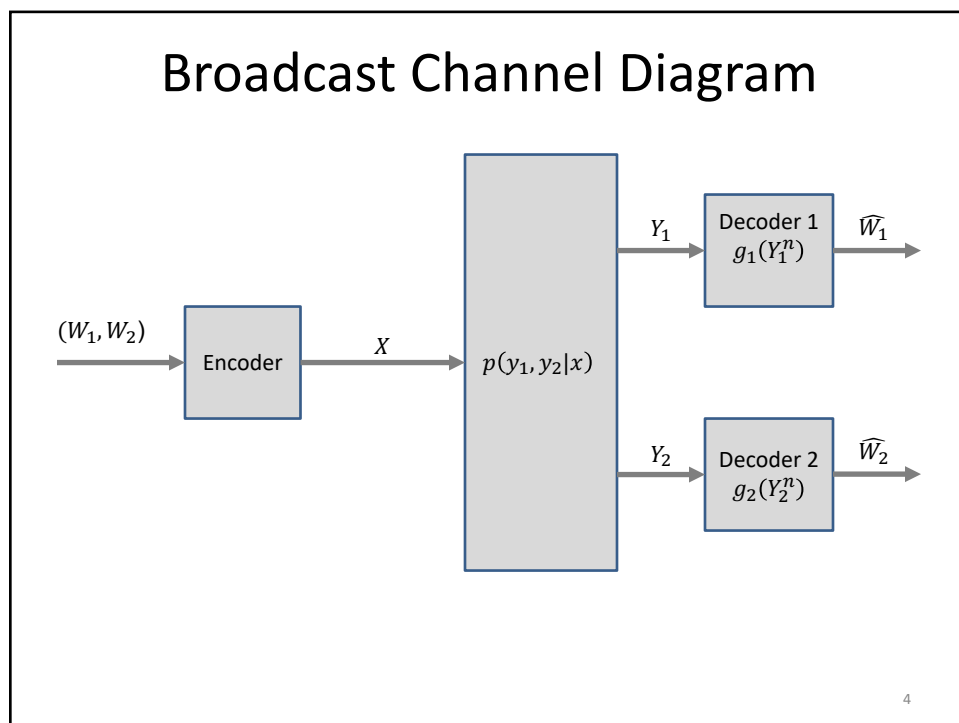 Broadcast Channel Diagram
(W₁, W₂)
Encoder
X
p(y₁, y₂|x)
Y₁
Decoder 1
g₁(Y₁ⁿ)
Ŵ₁
Y₂
Decoder 2
g₂(Y₂ⁿ)
Ŵ₂
4